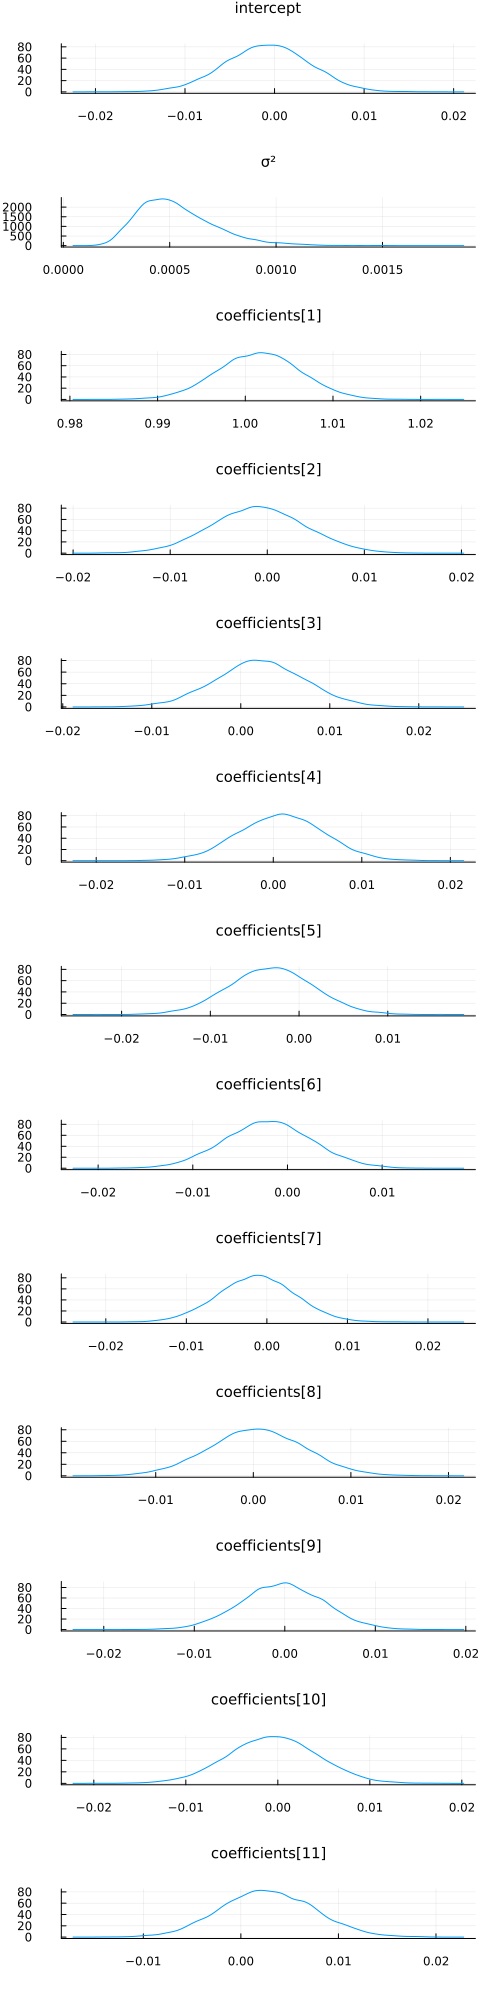 intercept
80
60
40
20
0
−0.02 −0.01 0.00 0.01 0.02
σ²
2000
1500
1000
500
0
0.0000 0.0005 0.0010 0.0015
coefficients[1]
80
60
40
20
0
0.98 0.99 1.00 1.01 1.02
coefficients[2]
80
60
40
20
0
−0.02 −0.01 0.00 0.01 0.02
coefficients[3]
80
60
40
20
0
−0.02 −0.01 0.00 0.01 0.02
coefficients[4]
80
60
40
20
0
−0.02 −0.01 0.00 0.01 0.02
coefficients[5]
80
60
40
20
0
−0.02 −0.01 0.00 0.01
coefficients[6]
80
60
40
20
0
−0.02 −0.01 0.00 0.01
coefficients[7]
80
60
40
20
0
−0.02 −0.01 0.00 0.01 0.02
coefficients[8]
80
60
40
20
0
−0.01 0.00 0.01 0.02
coefficients[9]
80
60
40
20
0
−0.02 −0.01 0.00 0.01 0.02
coefficients[10]
80
60
40
20
0
−0.02 −0.01 0.00 0.01 0.02
coefficients[11]
80
60
40
20
0
−0.01 0.00 0.01 0.02